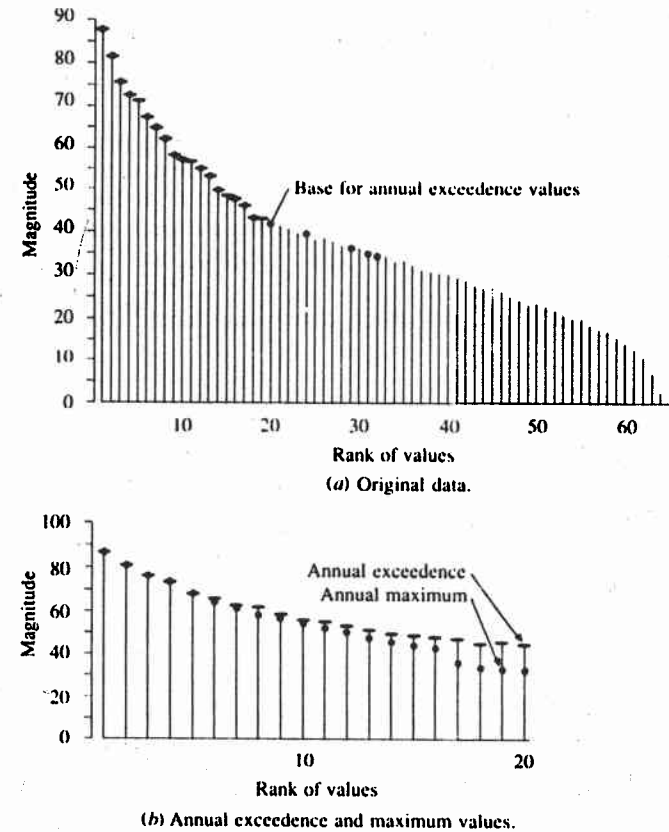 90
80
70
60
50
40
30
20
10
0
Magnitude
Base for annual exceedence values
10 20 30 40 50 60
Rank of values
(a) Original data.
100
80
60
40
20
0
Magnitude
Annual exceedence
Annual maximum
10 20
Rank of values
(b) Annual exceedence and maximum values.